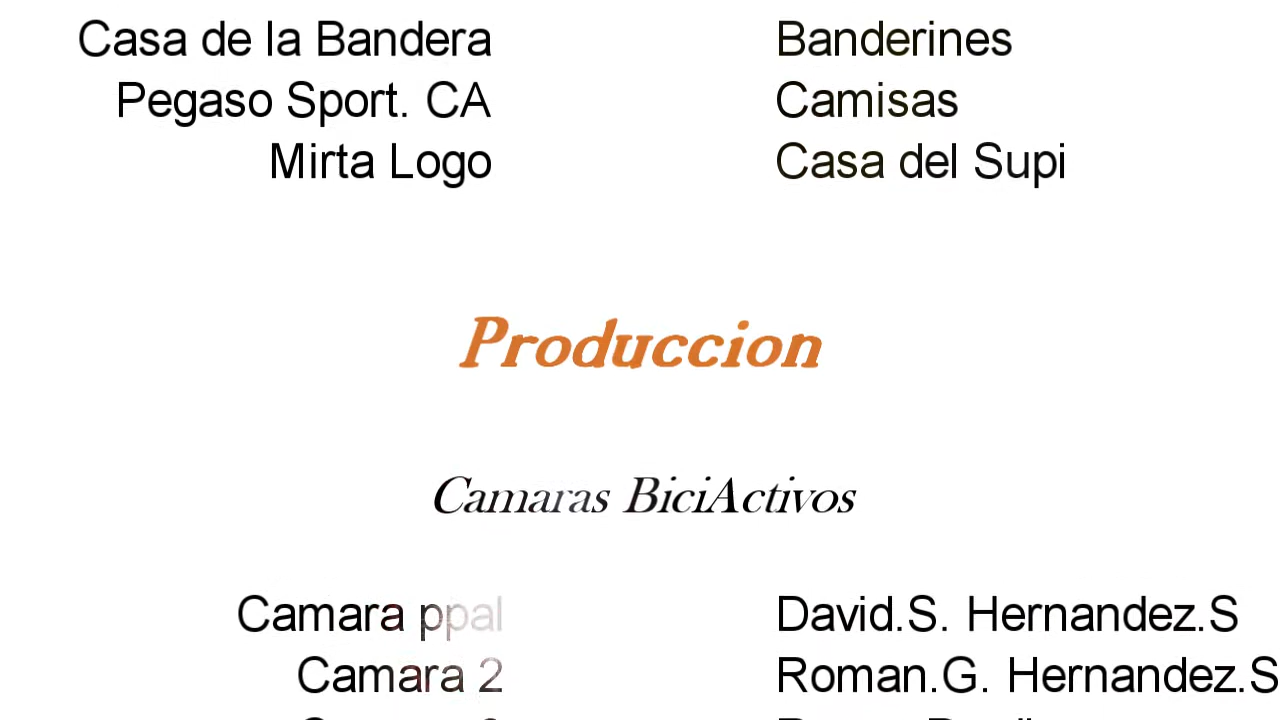 Casa de la Bandera Banderines
Pegaso Sport. CA Camisas
Mirta Logo Casa del Supi
Produccion
Camaras BiciActivos
Camara ppal David.S. Hernandez.S
Camara 2 Roman.G. Hernandez.S